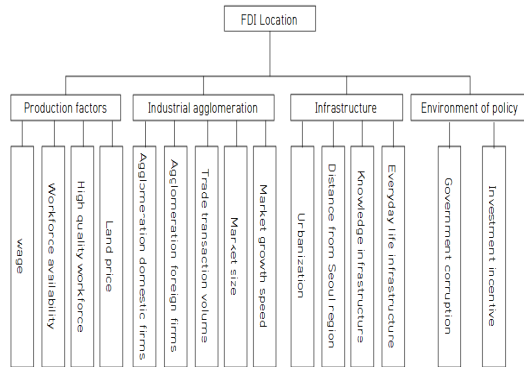 FDI Location
Production factors
Industrial agglomeration
Infrastructure
Environment of policy
wage
Workforce availability
High quality workforce
Land price
Agglomeration domestic firms
Agglomeration foreign firms
Trade transaction volume
Market size
Market growth speed
Urbanization
Distance from Seoul region
Knowledge infrastructure
Everyday life infrastructure
Government corruption
Investment incentive